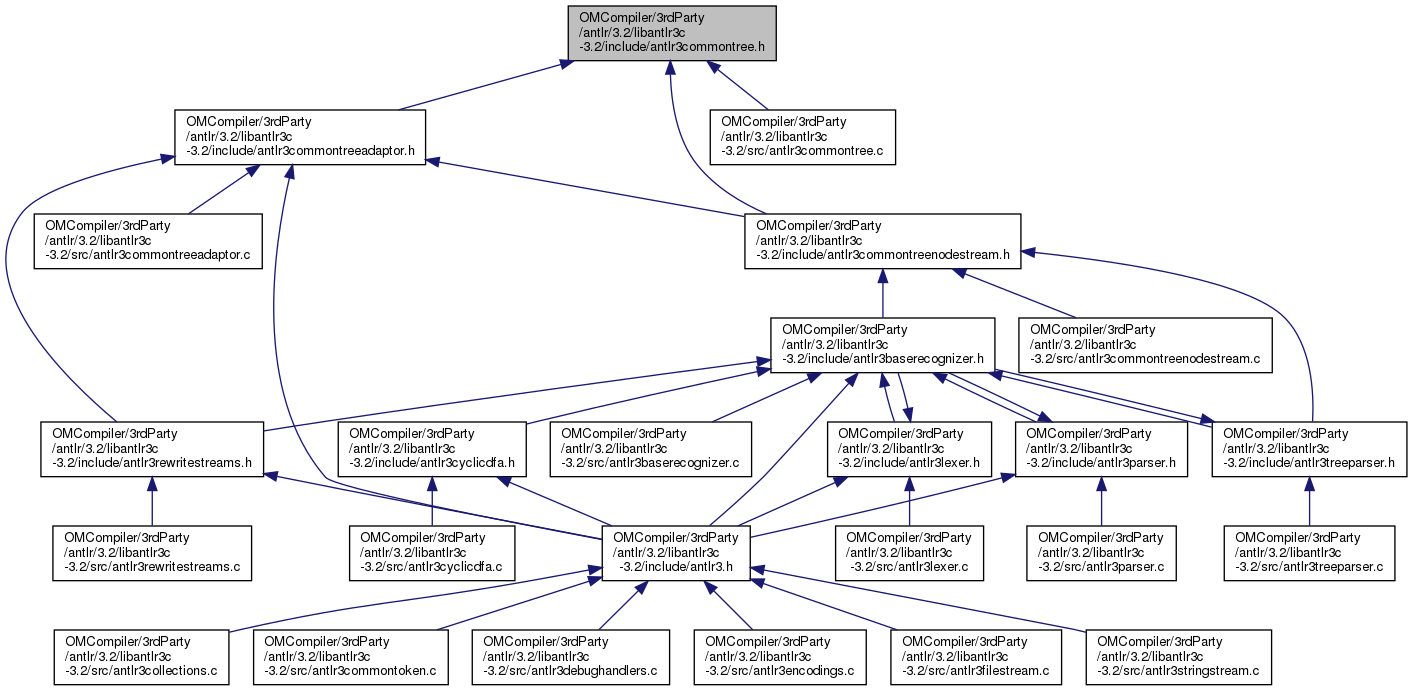 OMCompiler/3rdParty
/antlr/3.2/libantlr3c
-3.2/include/antlr3commontree.h
OMCompiler/3rdParty
/antlr/3.2/libantlr3c
-3.2/include/antlr3commontreeadaptor.h
OMCompiler/3rdParty
/antlr/3.2/libantlr3c
-3.2/src/antlr3commontree.c
OMCompiler/3rdParty
/antlr/3.2/libantlr3c
-3.2/src/antlr3commontreeadaptor.c
OMCompiler/3rdParty
/antlr/3.2/libantlr3c
-3.2/include/antlr3commontreenodestream.h
OMCompiler/3rdParty
/antlr/3.2/libantlr3c
-3.2/include/antlr3baserecognizer.h
OMCompiler/3rdParty
/antlr/3.2/libantlr3c
-3.2/src/antlr3commontreenodestream.c
OMCompiler/3rdParty
/antlr/3.2/libantlr3c
-3.2/include/antlr3rewritestreams.h
OMCompiler/3rdParty
/antlr/3.2/libantlr3c
-3.2/include/antlr3cyclicdfa.h
OMCompiler/3rdParty
/antlr/3.2/libantlr3c
-3.2/src/antlr3baserecognizer.c
OMCompiler/3rdParty
/antlr/3.2/libantlr3c
-3.2/include/antlr3lexer.h
OMCompiler/3rdParty
/antlr/3.2/libantlr3c
-3.2/include/antlr3parser.h
OMCompiler/3rdParty
/antlr/3.2/libantlr3c
-3.2/include/antlr3treeparser.h
OMCompiler/3rdParty
/antlr/3.2/libantlr3c
-3.2/src/antlr3rewritestreams.c
OMCompiler/3rdParty
/antlr/3.2/libantlr3c
-3.2/src/antlr3cyclicdfa.c
OMCompiler/3rdParty
/antlr/3.2/libantlr3c
-3.2/include/antlr3.h
OMCompiler/3rdParty
/antlr/3.2/libantlr3c
-3.2/src/antlr3lexer.c
OMCompiler/3rdParty
/antlr/3.2/libantlr3c
-3.2/src/antlr3parser.c
OMCompiler/3rdParty
/antlr/3.2/libantlr3c
-3.2/src/antlr3treeparser.c
OMCompiler/3rdParty
/antlr/3.2/libantlr3c
-3.2/src/antlr3collections.c
OMCompiler/3rdParty
/antlr/3.2/libantlr3c
-3.2/src/antlr3commontoken.c
OMCompiler/3rdParty
/antlr/3.2/libantlr3c
-3.2/src/antlr3debughandlers.c
OMCompiler/3rdParty
/antlr/3.2/libantlr3c
-3.2/src/antlr3encodings.c
OMCompiler/3rdParty
/antlr/3.2/libantlr3c
-3.2/src/antlr3filestream.c
OMCompiler/3rdParty
/antlr/3.2/libantlr3c
-3.2/src/antlr3stringstream.c